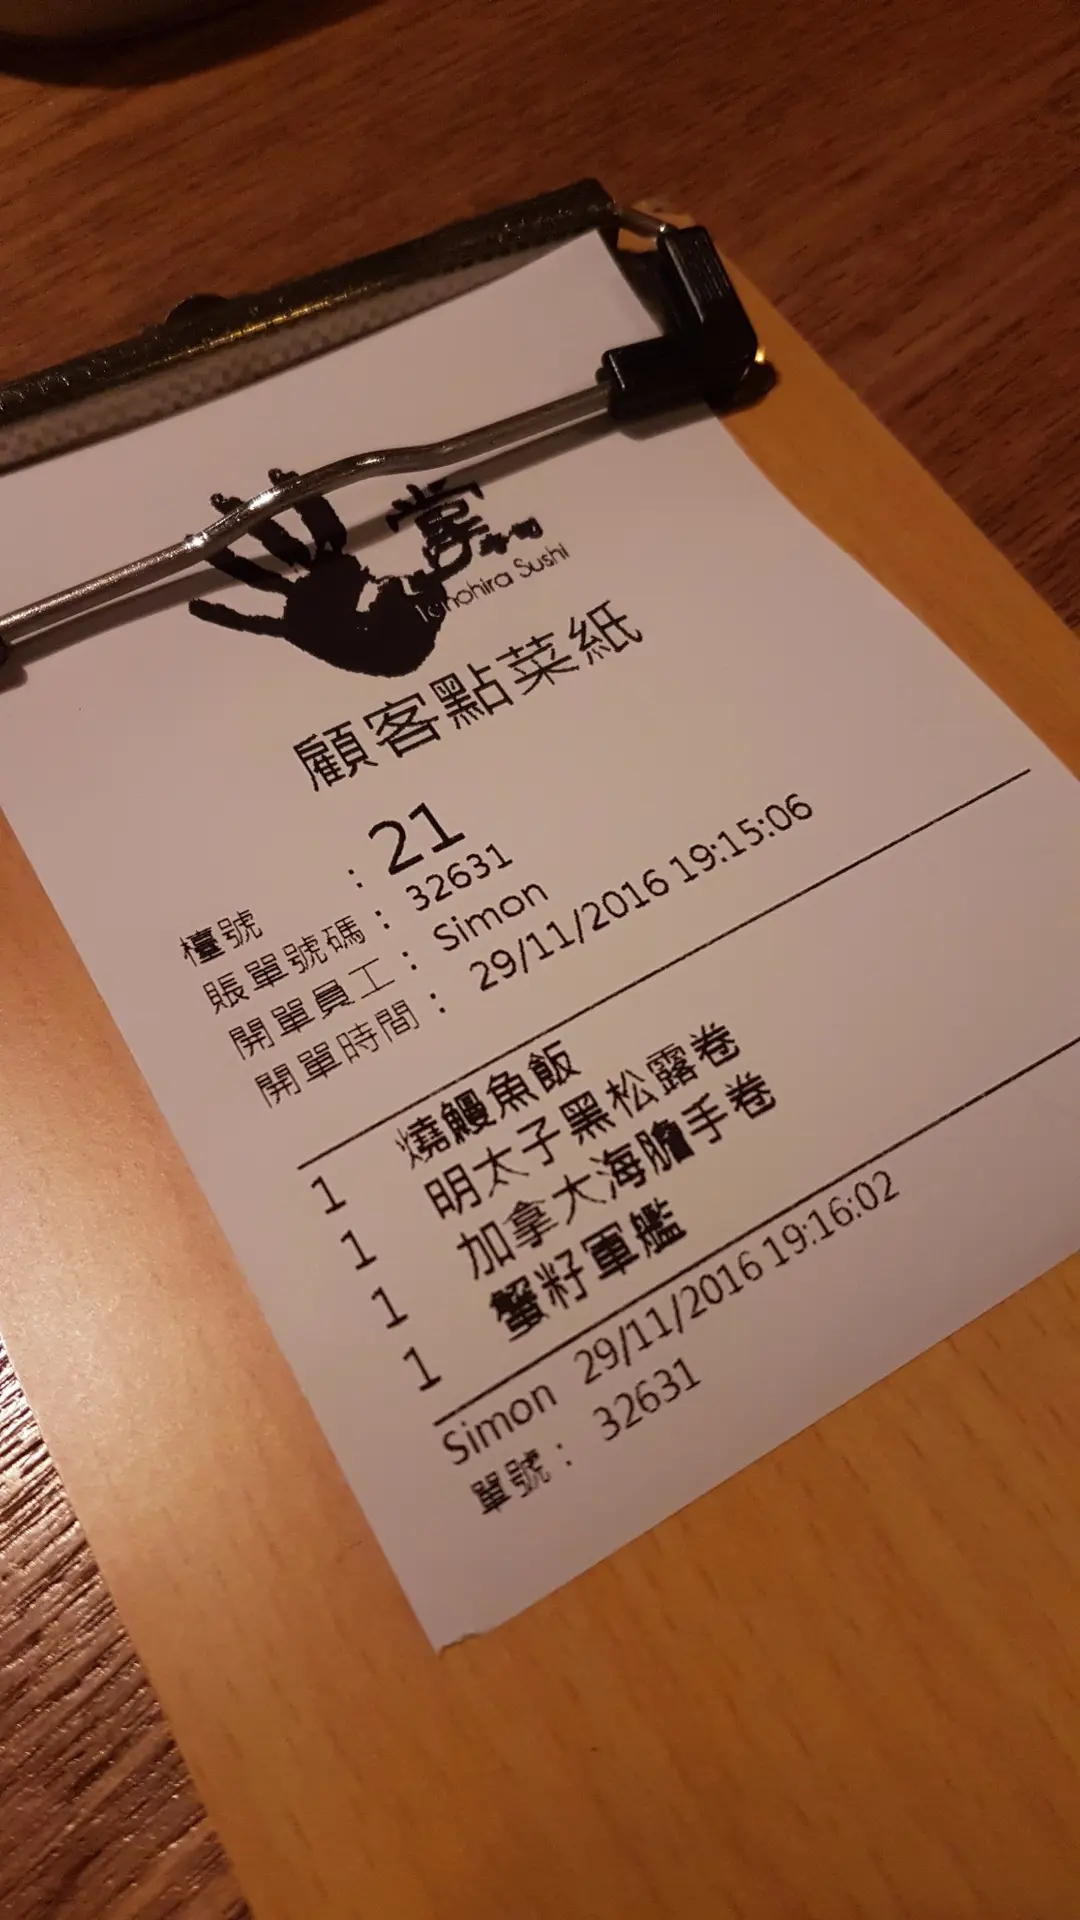 掌
Tanohira Sushi
顧客點菜紙
檯號 : 21
賬單號碼 : 32631
開單員工 : Simon
開單時間 : 29/11/2016 19:15:06
1 燒鰻魚飯
1 明太子黑松露卷
1 加拿大海膽手卷
1 蟹籽軍艦
Simon 29/11/2016 19:16:02
單號 : 32631